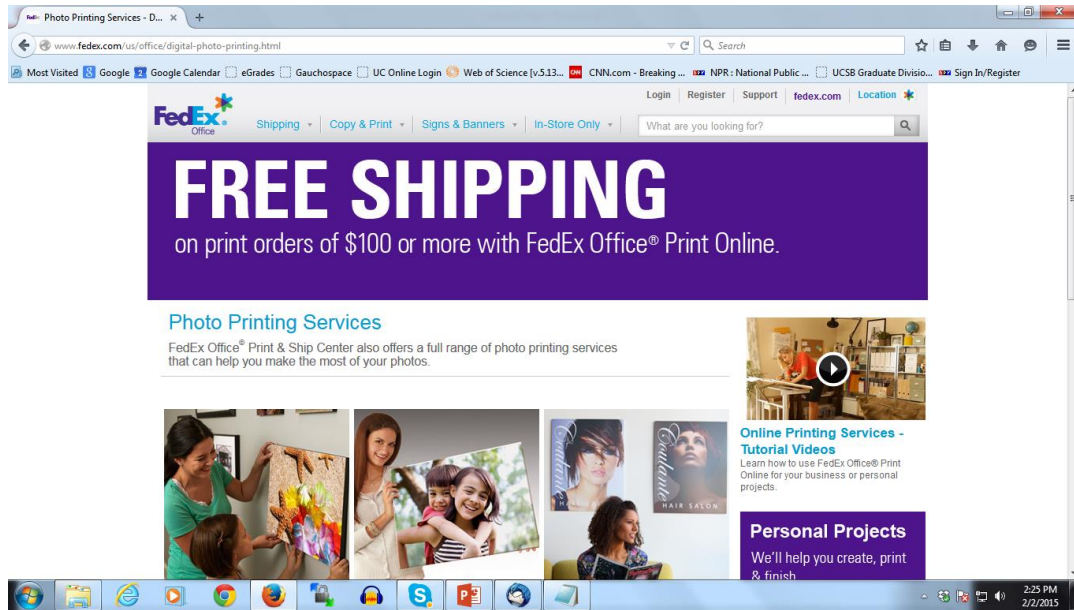 Photo Printing Services - D...
www.fedex.com/us/office/digital-photo-printing.html
Search
Most Visited Google Google Calendar eGrades Gauchospace UC Online Login Web of Science [v.5.13... CNN.com - Breaking ... NPR : National Public ... UCSB Graduate Divisio... Sign In/Register
Login Register Support fedex.com Location
FedEx.
Office
Shipping Copy & Print Signs & Banners In-Store Only
What are you looking for?
FREE SHIPPING
on print orders of $100 or more with FedEx Office® Print Online.
Photo Printing Services
FedEx Office® Print & Ship Center also offers a full range of photo printing services
that can help you make the most of your photos.
Coulante
HAIR SALON
Online Printing Services -
Tutorial Videos
Learn how to use FedEx Office® Print
Online for your business or personal
projects.
Personal Projects
We'll help you create, print
& finish
2:25 PM
2/2/2015